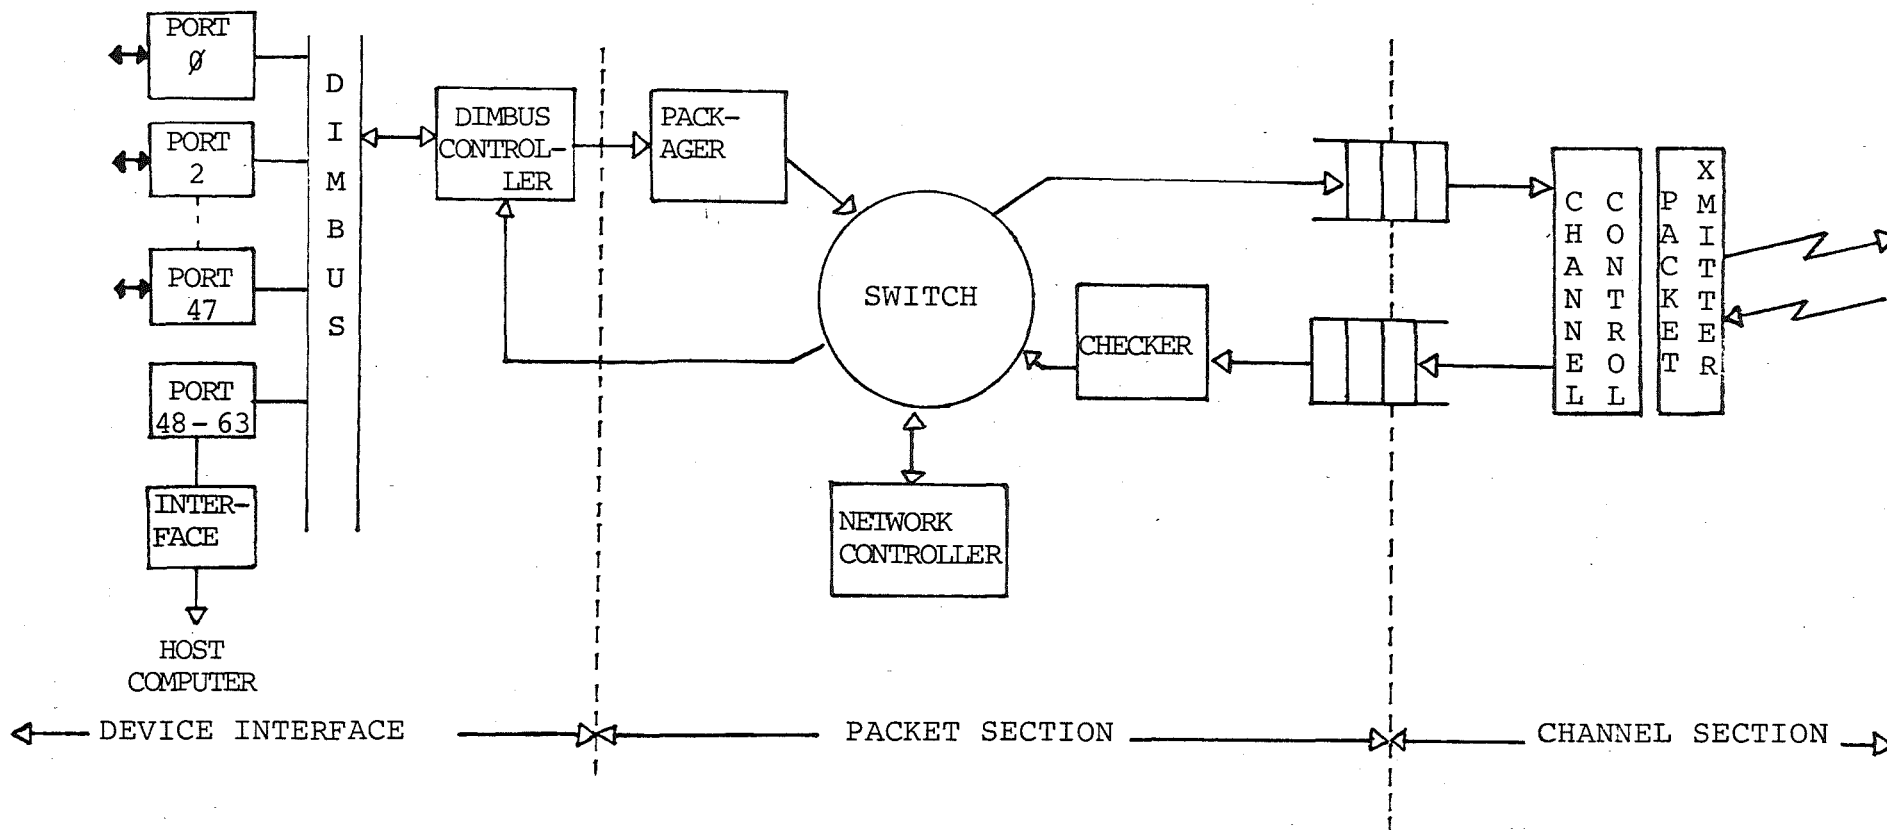 PORT
Ø
PORT
2
PORT
47
PORT
48-63
INTER-
FACE
HOST
COMPUTER
DIMBUS
DIMBUS
CONTROL-
LER
PACK-
AGER
SWITCH
CHECKER
NETWORK
CONTROLLER
CHANNEL
CONTROL
PACKET
XMITTER
DEVICE INTERFACE
PACKET SECTION
CHANNEL SECTION